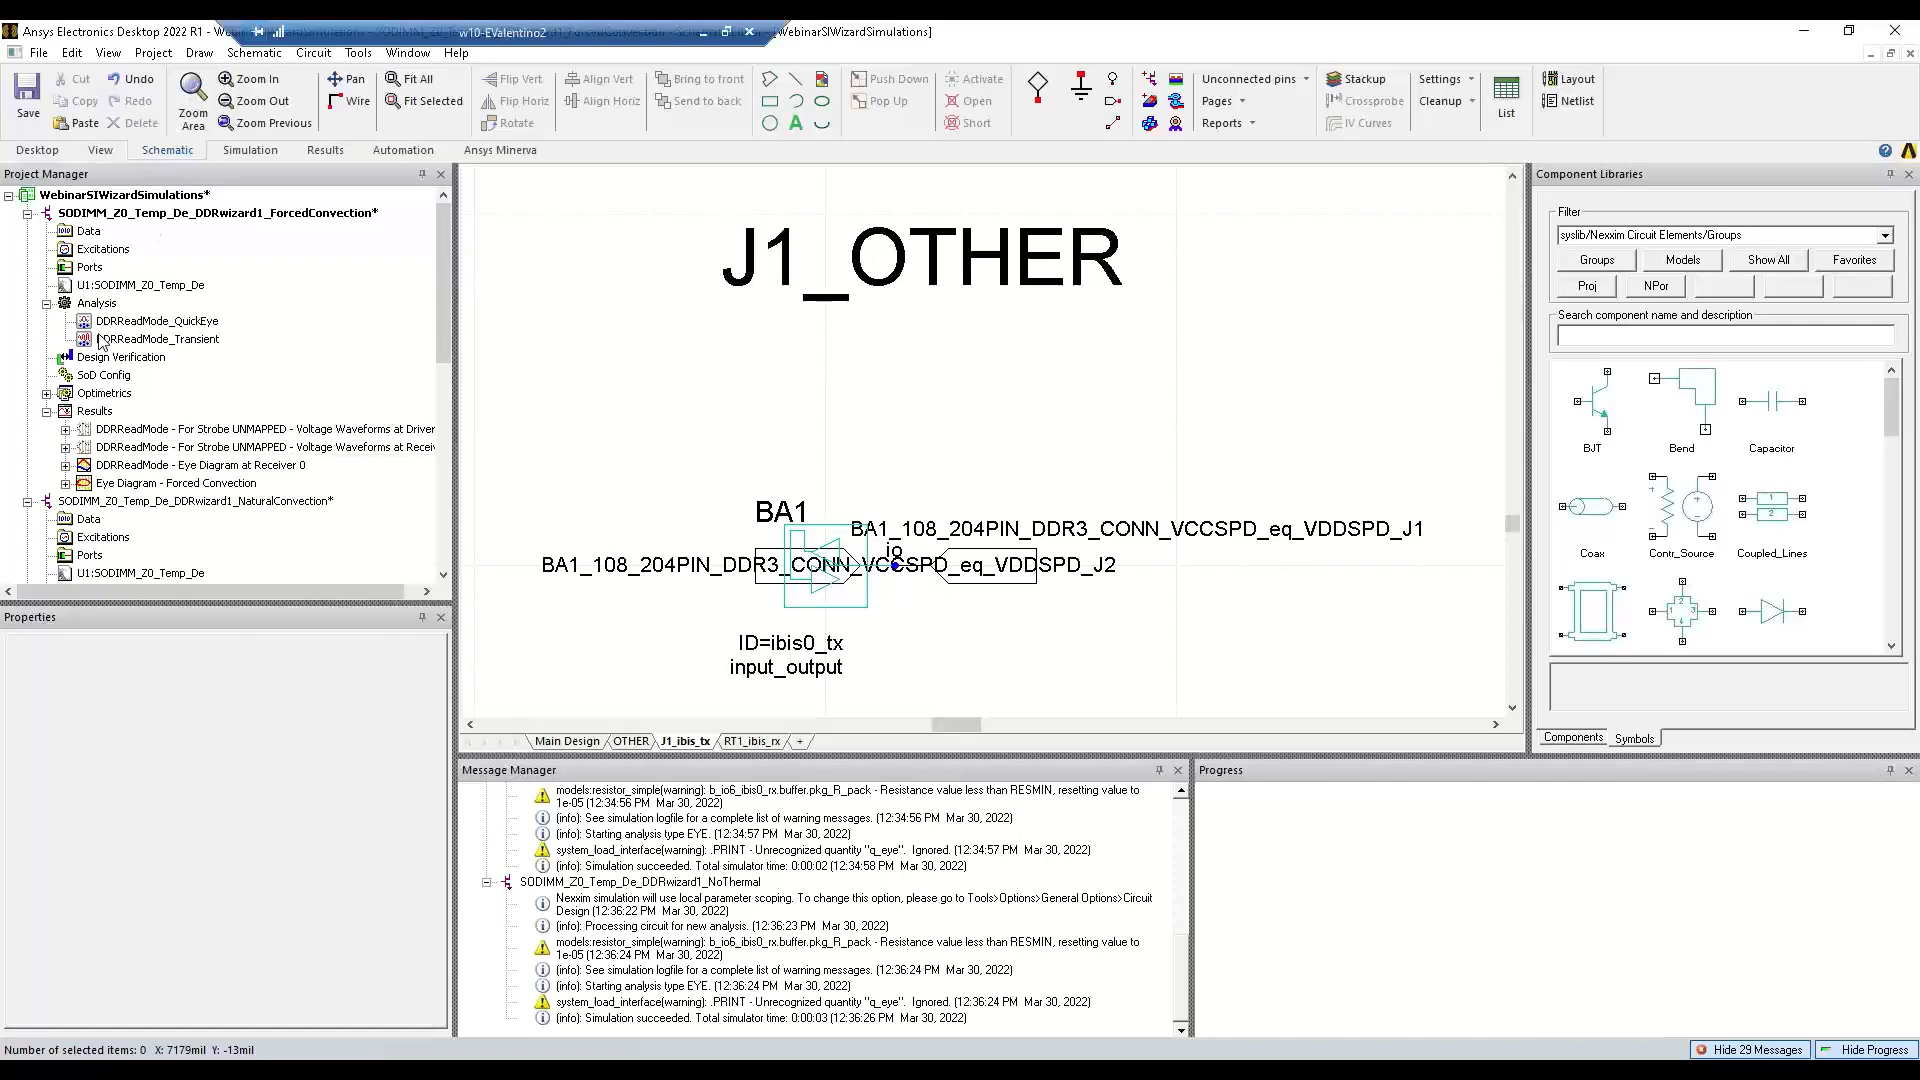 Ansys Electronics Desktop 2022 R1 - W
w10-EValentino2
[WebinarSIWizardSimulations]
File Edit View Project Draw Schematic Circuit Tools Window Help
Save
Cut
Copy
Paste
Undo
Redo
Delete
Zoom Area
Zoom In
Zoom Out
Zoom Previous
Pan
Wire
Fit All
Fit Selected
Flip Vert
Flip Horiz
Rotate
Align Vert
Align Horiz
Bring to front
Send to back
Push Down
Pop Up
Activate
Open
Short
Unconnected pins
Pages
Reports
Stackup
Crossprobe
IV Curves
Settings
Cleanup
List
Layout
Netlist
Desktop View Schematic Simulation Results Automation Ansys Minerva
Project Manager
WebinarSIWizardSimulations*
SODIMM_Z0_Temp_De_DDRwizard1_ForcedConvection*
Data
Excitations
Ports
U1:SODIMM_Z0_Temp_De
Analysis
DDRReadMode_QuickEye
DDRReadMode_Transient
Design Verification
SoD Config
Optimetrics
Results
DDRReadMode - For Strobe UNMAPPED - Voltage Waveforms at Driver
DDRReadMode - For Strobe UNMAPPED - Voltage Waveforms at Receiv
DDRReadMode - Eye Diagram at Receiver 0
Eye Diagram - Forced Convection
SODIMM_Z0_Temp_De_DDRwizard1_NaturalConvection*
Data
Excitations
Ports
U1:SODIMM_Z0_Temp_De
Properties
J1_OTHER
BA1
BA1_108_204PIN_DDR3_CONN_VCCSPD_eq_VDDSPD_J1
io
BA1_108_204PIN_DDR3_CONN_VCCSPD_eq_VDDSPD_J2
ID=ibis0_tx
input_output
Main Design OTHER J1_ibis_tx RT1_ibis_rx +
Message Manager
models:resistor_simple(warning): b_io6_ibis0_rx.buffer.pkg_R_pack - Resistance value less than RESMIN, resetting value to
1e-05 (12:34:56 PM Mar 30, 2022)
(info): See simulation logfile for a complete list of warning messages. (12:34:56 PM Mar 30, 2022)
(info): Starting analysis type EYE. (12:34:57 PM Mar 30, 2022)
system_load_interface(warning): .PRINT - Unrecognized quantity "q_eye". Ignored. (12:34:57 PM Mar 30, 2022)
(info): Simulation succeeded. Total simulator time: 0:00:02 (12:34:58 PM Mar 30, 2022)
SODIMM_Z0_Temp_De_DDRwizard1_NoThermal
Nexxim simulation will use local parameter scoping. To change this option, please go to Tools>Options>General Options>Circuit
Design (12:36:22 PM Mar 30, 2022)
(info): Processing circuit for new analysis. (12:36:23 PM Mar 30, 2022)
models:resistor_simple(warning): b_io6_ibis0_rx.buffer.pkg_R_pack - Resistance value less than RESMIN, resetting value to
1e-05 (12:36:24 PM Mar 30, 2022)
(info): See simulation logfile for a complete list of warning messages. (12:36:24 PM Mar 30, 2022)
(info): Starting analysis type EYE. (12:36:24 PM Mar 30, 2022)
system_load_interface(warning): .PRINT - Unrecognized quantity "q_eye". Ignored. (12:36:24 PM Mar 30, 2022)
(info): Simulation succeeded. Total simulator time: 0:00:03 (12:36:26 PM Mar 30, 2022)
Progress
Component Libraries
Filter
syslib/Nexxim Circuit Elements/Groups
Groups Models Show All Favorites
Proj NPor
Search component name and description
BJT Bend Capacitor
Coax Contr_Source Coupled_Lines
Components Symbols
Number of selected items: 0 X: 7179mil Y: -13mil
Hide 29 Messages Hide Progress